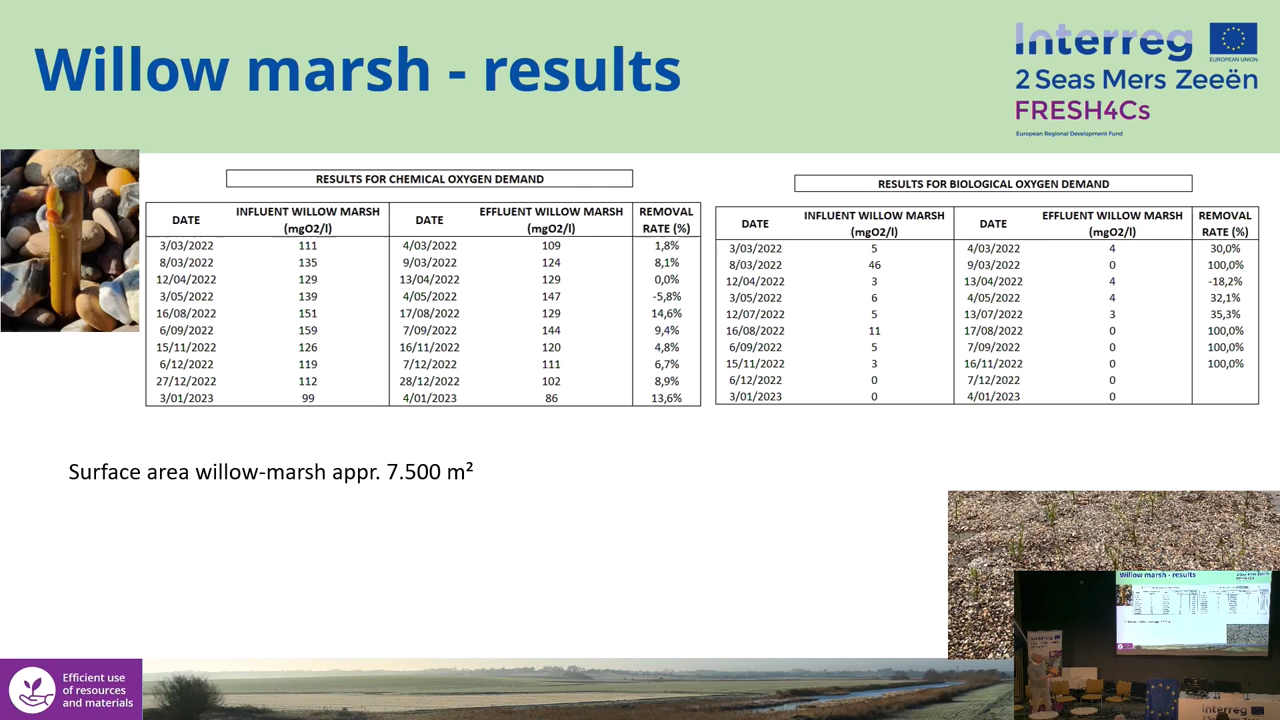 Willow marsh - results
Interreg
EUROPEAN UNION
2 Seas Mers Zeeën
FRESH4Cs
European Regional Development Fund
RESULTS FOR CHEMICAL OXYGEN DEMAND
DATE INFLUENT WILLOW MARSH (mgO2/l) DATE EFFLUENT WILLOW MARSH (mgO2/l) REMOVAL RATE (%)
3/03/2022 111 4/03/2022 109 1,8%
8/03/2022 135 9/03/2022 124 8,1%
12/04/2022 129 13/04/2022 129 0,0%
3/05/2022 139 4/05/2022 147 -5,8%
16/08/2022 151 17/08/2022 129 14,6%
6/09/2022 159 7/09/2022 144 9,4%
15/11/2022 126 16/11/2022 120 4,8%
6/12/2022 119 7/12/2022 111 6,7%
27/12/2022 112 28/12/2022 102 8,9%
3/01/2023 99 4/01/2023 86 13,6%
RESULTS FOR BIOLOGICAL OXYGEN DEMAND
DATE INFLUENT WILLOW MARSH (mgO2/l) DATE EFFLUENT WILLOW MARSH (mgO2/l) REMOVAL RATE (%)
3/03/2022 5 4/03/2022 4 30,0%
8/03/2022 46 9/03/2022 0 100,0%
12/04/2022 3 13/04/2022 4 -18,2%
3/05/2022 6 4/05/2022 4 32,1%
12/07/2022 5 13/07/2022 3 35,3%
16/08/2022 11 17/08/2022 0 100,0%
6/09/2022 5 7/09/2022 0 100,0%
15/11/2022 3 16/11/2022 0 100,0%
6/12/2022 0 7/12/2022 0
3/01/2023 0 4/01/2023 0
Surface area willow-marsh appr. 7.500 m²
Willow marsh - results
Interreg
Interreg
Efficient use
of resources
and materials